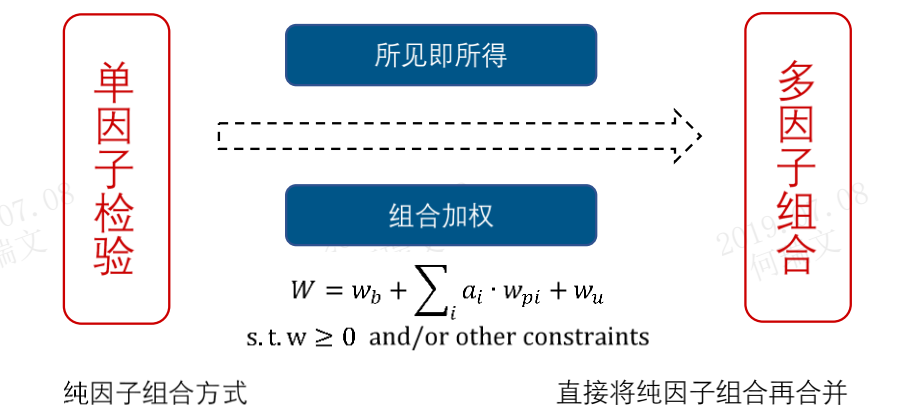 单因子检验
所见即所得
组合加权
W = w_b + ∑_i a_i · w_{pi} + w_u
s.t. w ≥ 0 and/or other constraints
多因子组合
纯因子组合方式
直接将纯因子组合再合并